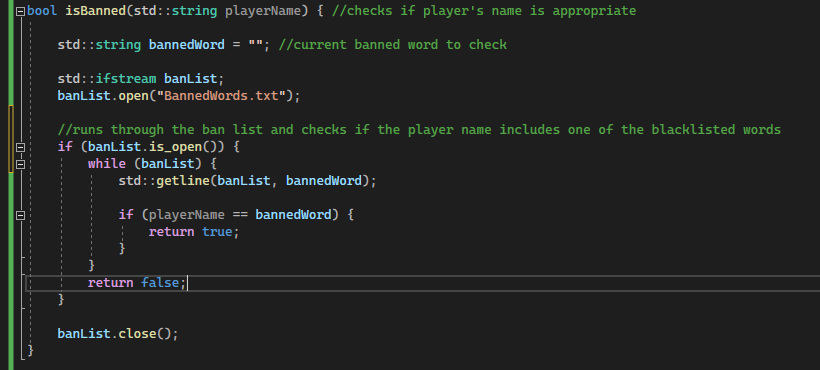 bool isBanned(std::string playerName) { //checks if player's name is appropriate
std::string bannedWord = ""; //current banned word to check
std::ifstream banList;
banList.open("BannedWords.txt");
//runs through the ban list and checks if the player name includes one of the blacklisted words
if (banList.is_open()) {
while (banList) {
std::getline(banList, bannedWord);
if (playerName == bannedWord) {
return true;
}
}
return false;
}
banList.close();
}